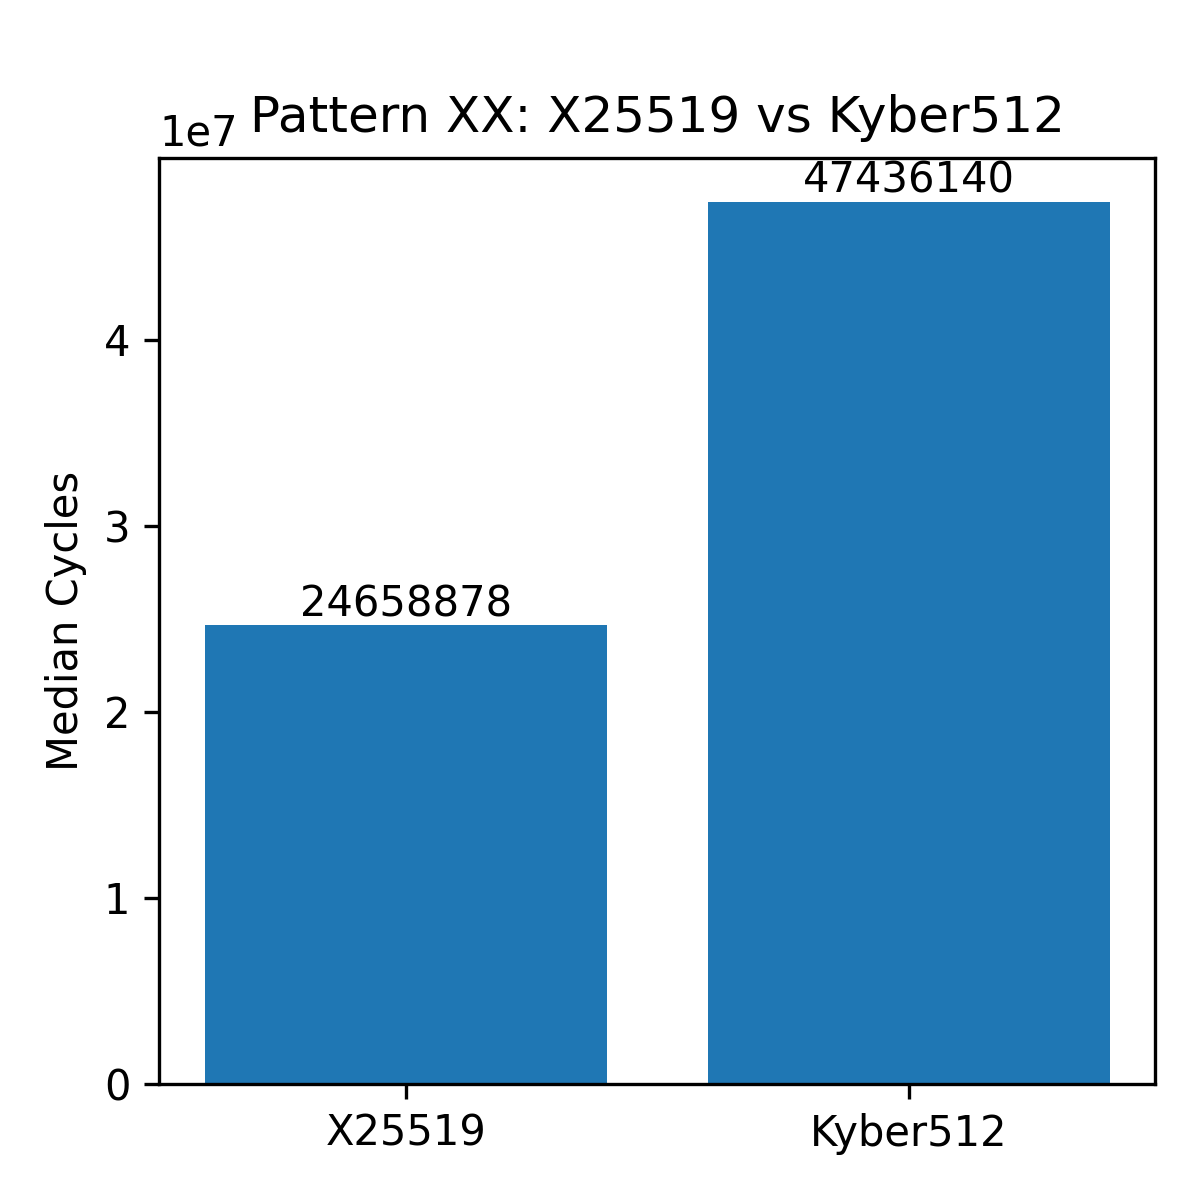 Pattern XX: X25519 vs Kyber512
1e7
47436140
24658878
Median Cycles
4
3
2
1
0
X25519
Kyber512